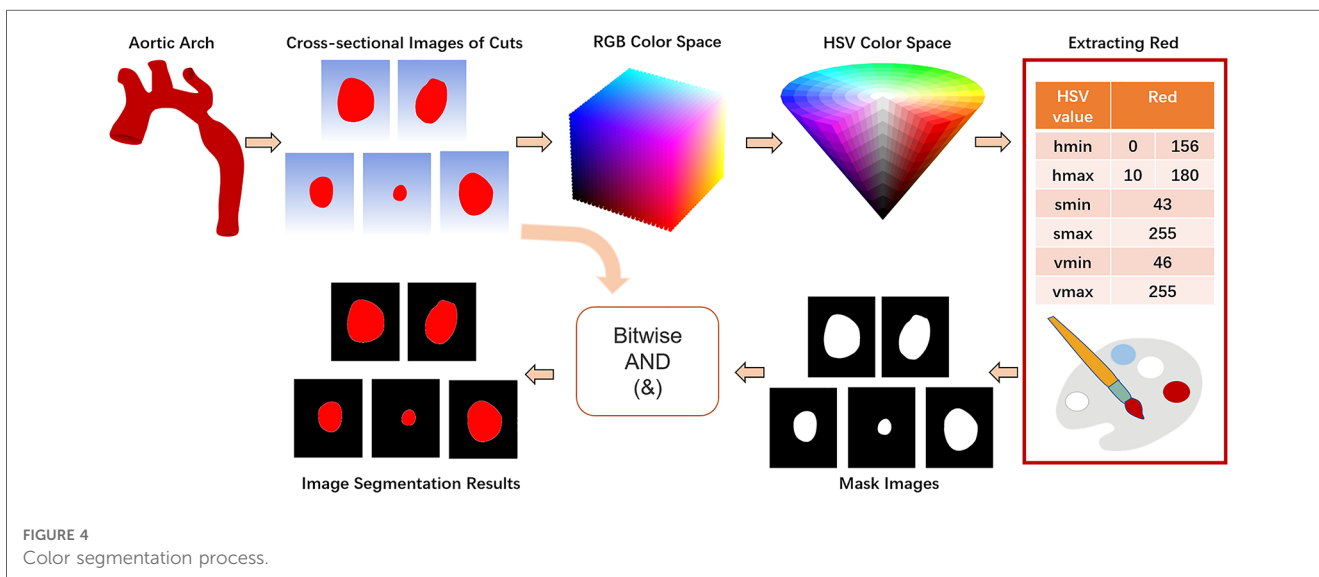 Aortic Arch
Cross-sectional Images of Cuts
RGB Color Space
HSV Color Space
Extracting Red
HSV value Red
hmin 0 156
hmax 10 180
smin 43
smax 255
vmin 46
vmax 255
Bitwise
AND
(&)
Image Segmentation Results
Mask Images
FIGURE 4
Color segmentation process.